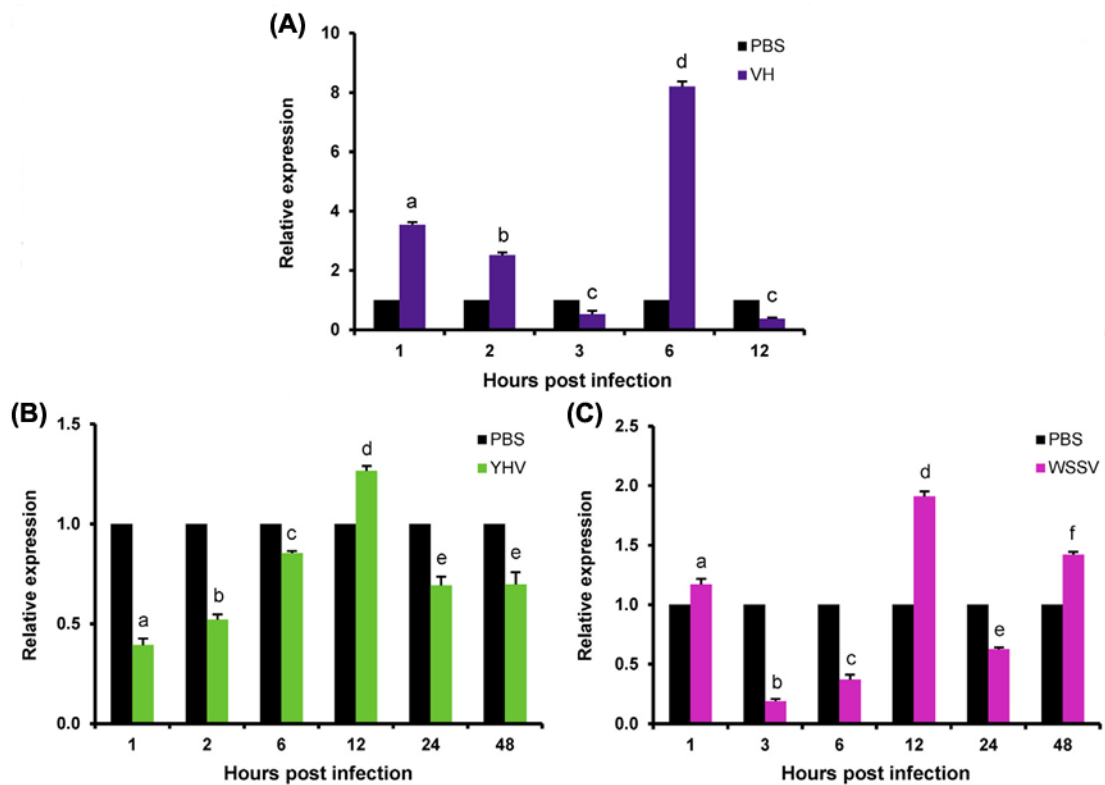 (A)
PBS
VH
Relative expression
10
8
6
4
2
0
a
b
c
d
c
1 2 3 6 12
Hours post infection
(B)
PBS
YHV
Relative expression
1.5
1.0
0.5
0.0
a
b
c
d
e
e
1 2 6 12 24 48
Hours post infection
(C)
PBS
WSSV
Relative expression
2.5
2.0
1.5
1.0
0.5
0.0
a
b
c
d
e
f
1 3 6 12 24 48
Hours post infection